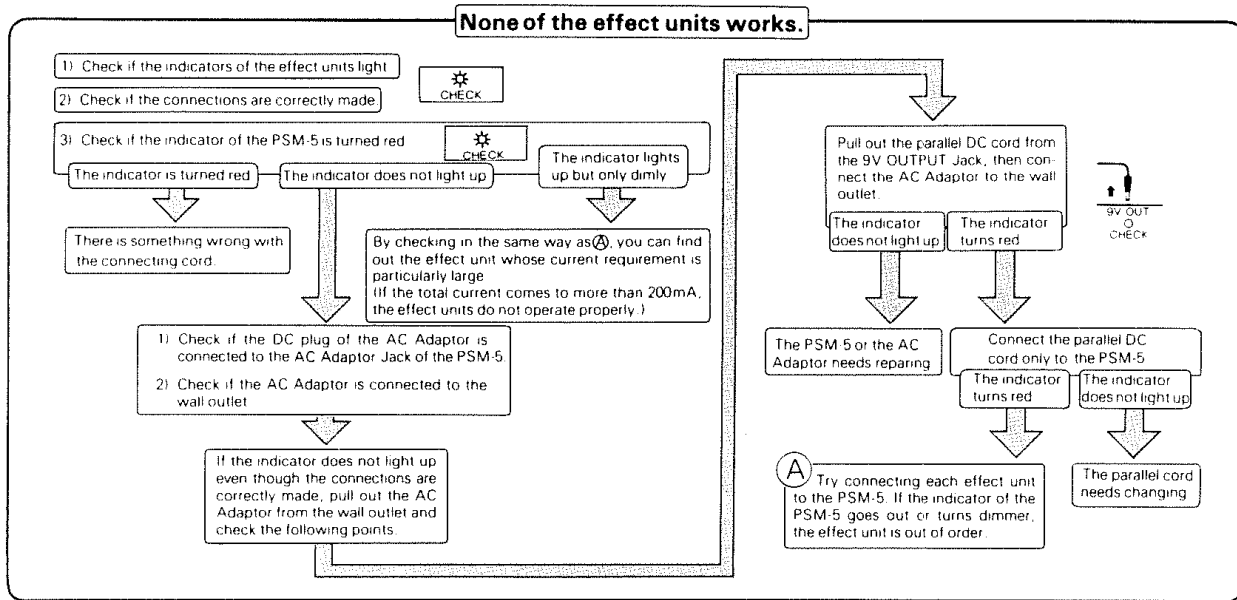 None of the effect units works.
1) Check if the indicators of the effect units light
CHECK
2) Check if the connections are correctly made.
3) Check if the indicator of the PSM-5 is turned red
CHECK
The indicator is turned red
The indicator does not light up
The indicator lights
up but only dimly
There is something wrong with
the connecting cord.
By checking in the same way as Ⓐ, you can find
out the effect unit whose current requirement is
particularly large
(If the total current comes to more than 200mA,
the effect units do not operate properly.)
1) Check if the DC plug of the AC Adaptor is
connected to the AC Adaptor Jack of the PSM-5.
2) Check if the AC Adaptor is connected to the
wall outlet
If the indicator does not light up
even though the connections are
correctly made, pull out the AC
Adaptor from the wall outlet and
check the following points.
Pull out the parallel DC cord from
the 9V OUTPUT Jack, then con-
nect the AC Adaptor to the wall
outlet.
9V OUT
CHECK
The indicator
does not light up
The indicator
turns red
The PSM-5 or the AC
Adaptor needs reparing
Connect the parallel DC
cord only to the PSM-5
The indicator
turns red
The indicator
does not light up
A
Try connecting each effect unit
to the PSM-5. If the indicator of the
PSM-5 goes out or turns dimmer,
the effect unit is out of order.
The parallel cord
needs changing